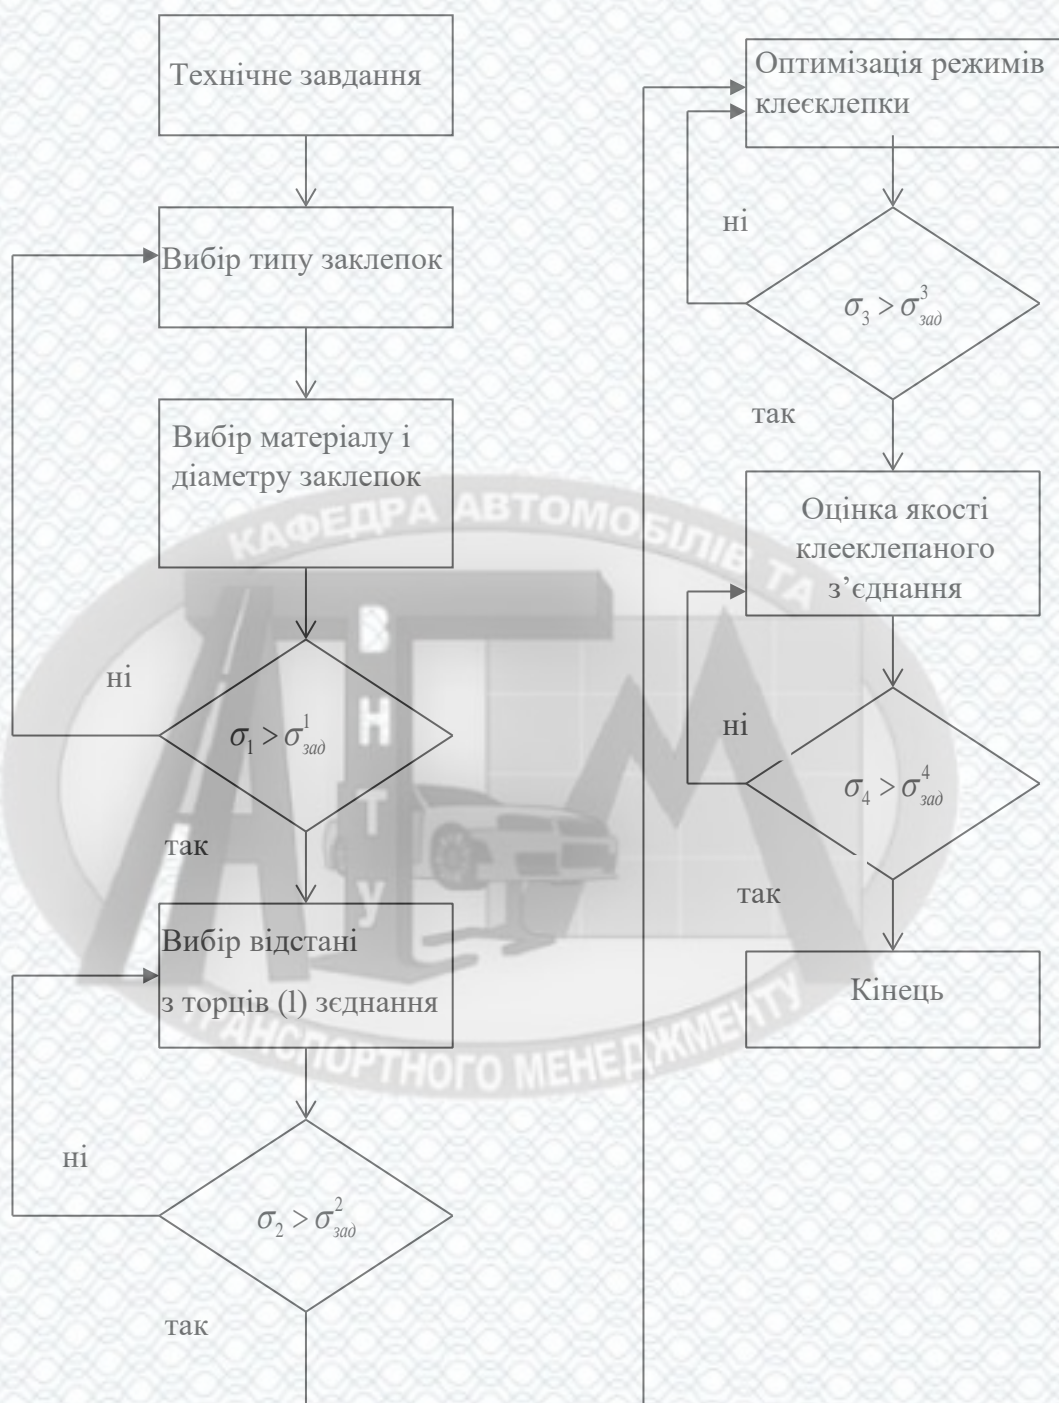 Технічне завдання
Вибір типу заклепок
Вибір матеріалу і
діаметру заклепок
ні
σ₁ > σ¹зад
так
Вибір відстані
з торців (l) зєднання
ні
σ₂ > σ²зад
так
Оптимізація режимів
клеєклепки
ні
σ₃ > σ³зад
так
Оцінка якості
клееклепаного
з’єднання
ні
σ₄ > σ⁴зад
так
Кінець
КАФЕДРА АВТОМОБІЛІВ ТА
ТРАНСПОРТНОГО МЕНЕДЖМЕНТУ
ВНТУ